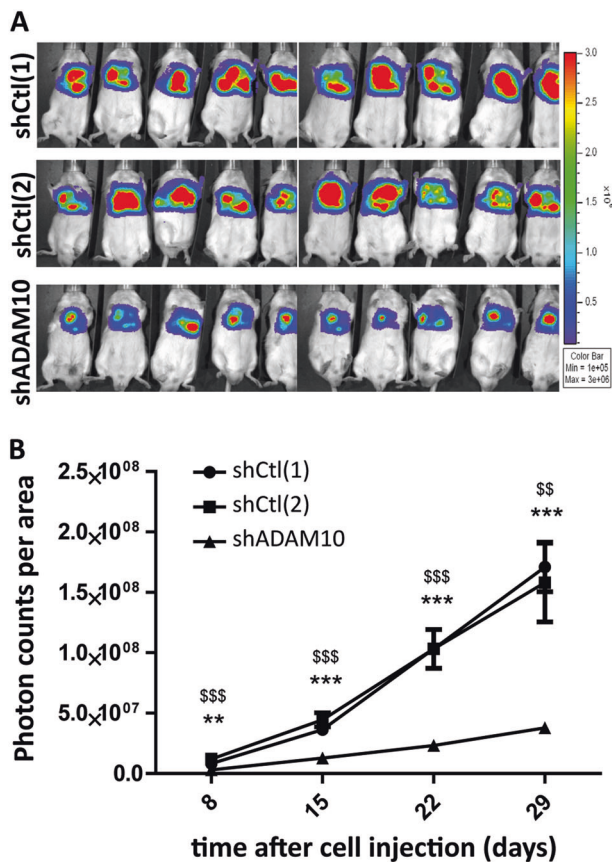 A
shCtl(1)
shCtl(2)
shADAM10
3.0
2.5
2.0
1.5
1.0
0.5
Color Bar
Min = 1e+05
Max = 3e+06
B
Photon counts per area
2.5×10⁰⁸
2.0×10⁰⁸
1.5×10⁰⁸
1.0×10⁰⁸
5.0×10⁰⁷
0.0
shCtl(1)
shCtl(2)
shADAM10
$$$
**
$$$
***
$$$
***
$$
***
8
15
22
29
time after cell injection (days)